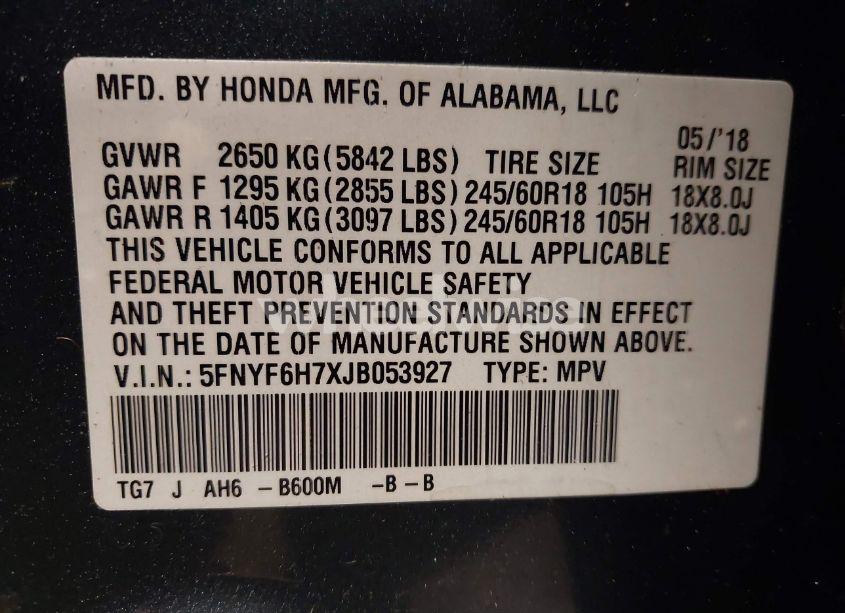 MFD. BY HONDA MFG. OF ALABAMA, LLC
05/'18
GVWR 2650 KG(5842 LBS) TIRE SIZE RIM SIZE
GAWR F 1295 KG(2855 LBS) 245/60R18 105H 18X8.0J
GAWR R 1405 KG(3097 LBS) 245/60R18 105H 18X8.0J
THIS VEHICLE CONFORMS TO ALL APPLICABLE
FEDERAL MOTOR VEHICLE SAFETY
AND THEFT PREVENTION STANDARDS IN EFFECT
ON THE DATE OF MANUFACTURE SHOWN ABOVE.
V.I.N.: 5FNYF6H7XJB053927 TYPE: MPV
TG7 J AH6 -B600M -B-B